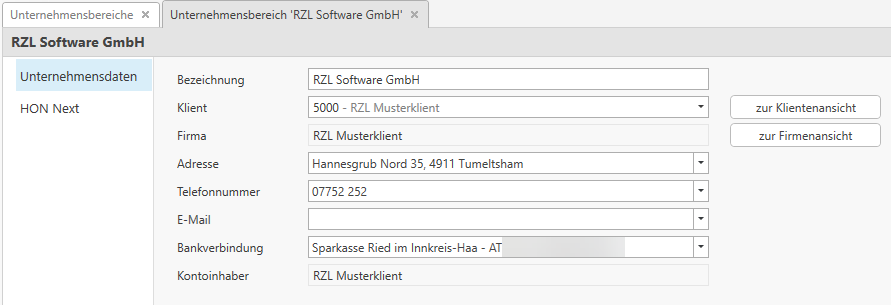 Unternehmensbereiche ×
Unternehmensbereich 'RZL Software GmbH' ×
RZL Software GmbH
Unternehmensdaten
HON Next
Bezeichnung RZL Software GmbH
Klient 5000 - RZL Musterklient zur Klientenansicht
Firma RZL Musterklient zur Firmenansicht
Adresse Hannesgrub Nord 35, 4911 Tumeltsham
Telefonnummer 07752 252
E-Mail
Bankverbindung Sparkasse Ried im Innkreis-Haa - AT
Kontoinhaber RZL Musterklient